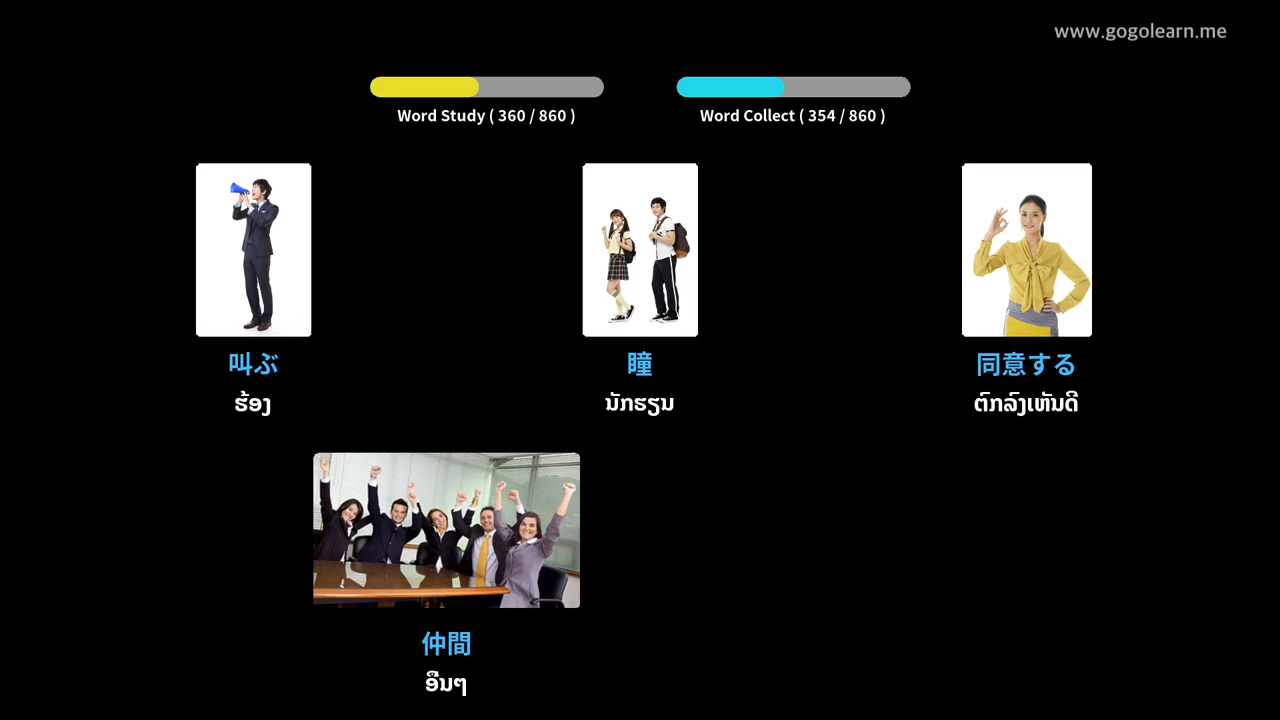 www.gogolearn.me
Word Study ( 360 / 860 )
Word Collect ( 354 / 860 )
叫ぶ
ຮ້ອງ
瞳
ນັກຮຽນ
同意する
ຕົກລົງເຫັນດີ
仲間
ອື່ນໆ